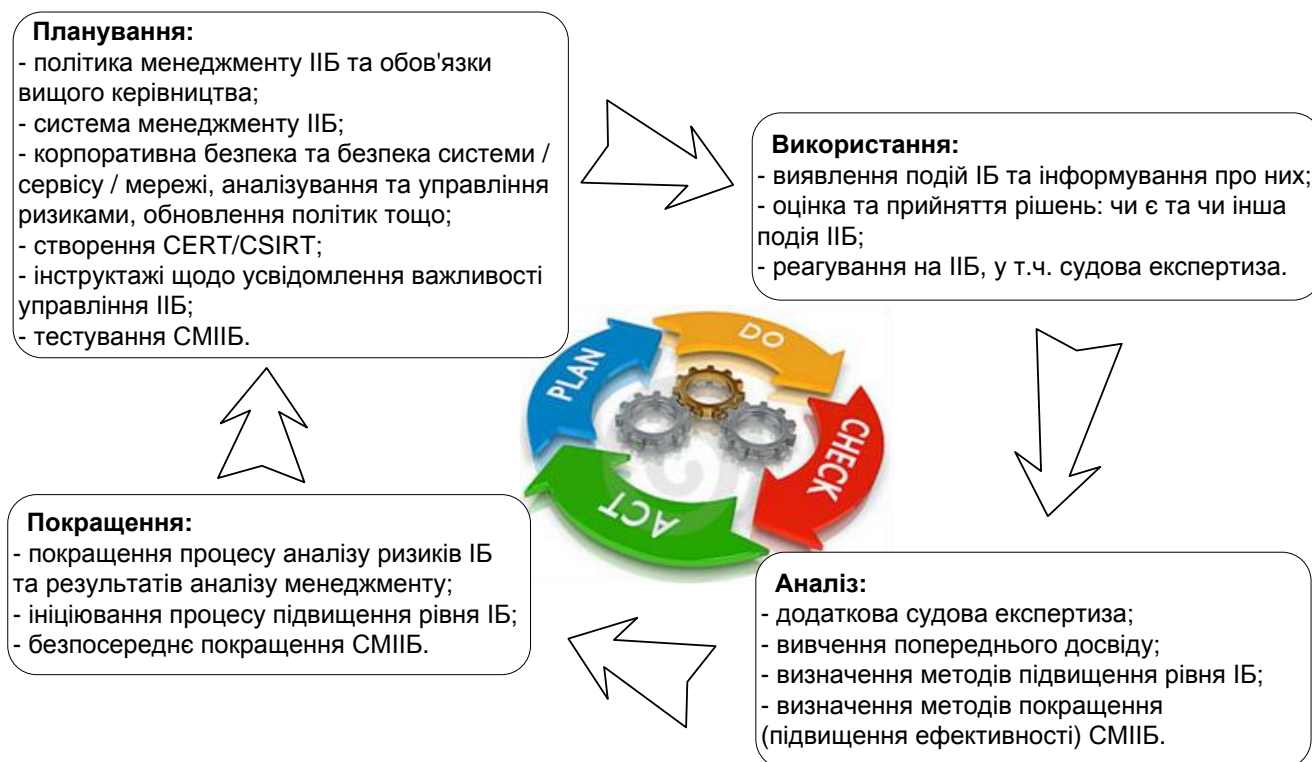 Планування:
- політика менеджменту ІІБ та обов'язки
вищого керівництва;
- система менеджменту ІІБ;
- корпоративна безпека та безпека системи /
сервісу / мережі, аналізування та управління
ризиками, обновлення політик тощо;
- створення CERT/CSIRT;
- інструктажі щодо усвідомлення важливості
управління ІІБ;
- тестування СМІІБ.
Використання:
- виявлення подій ІБ та інформування про них;
- оцінка та прийняття рішень: чи є та чи інша
подія ІІБ;
- реагування на ІІБ, у т.ч. судова експертиза.
PLAN
DO
CHECK
ACT
Покращення:
- покращення процесу аналізу ризиків ІБ
та результатів аналізу менеджменту;
- ініціювання процесу підвищення рівня ІБ;
- безпосереднє покращення СМІІБ.
Аналіз:
- додаткова судова експертиза;
- вивчення попереднього досвіду;
- визначення методів підвищення рівня ІБ;
- визначення методів покращення
(підвищення ефективності) СМІІБ.